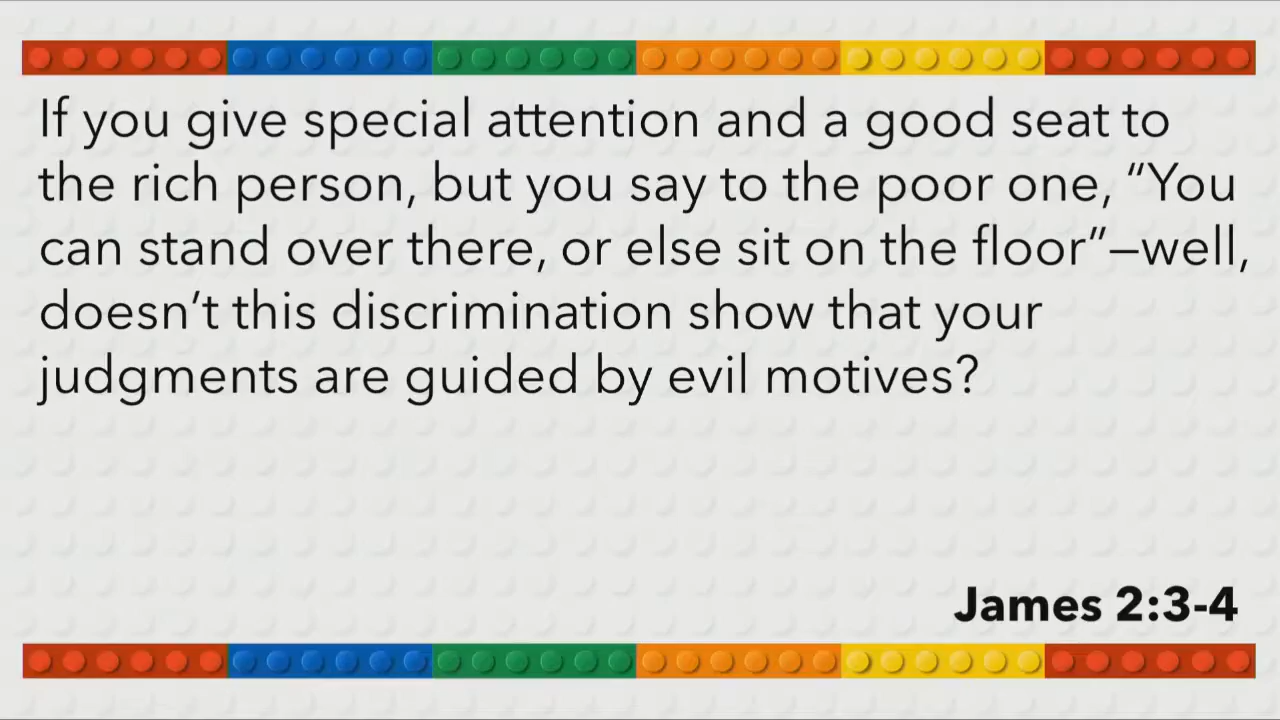 If you give special attention and a good seat to
the rich person, but you say to the poor one, “You
can stand over there, or else sit on the floor”—well,
doesn’t this discrimination show that your
judgments are guided by evil motives?
James 2:3-4